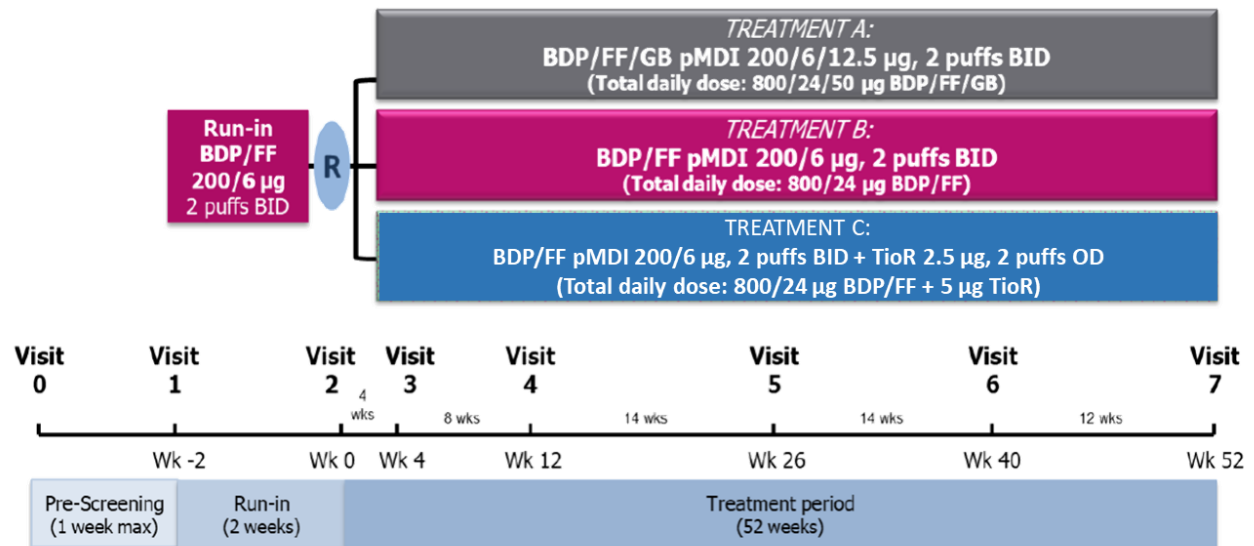 TREATMENT A:
BDP/FF/GB pMDI 200/6/12.5 µg, 2 puffs BID
(Total daily dose: 800/24/50 µg BDP/FF/GB)
Run-in
BDP/FF
200/6 µg
2 puffs BID
R
TREATMENT B:
BDP/FF pMDI 200/6 µg, 2 puffs BID
(Total daily dose: 800/24 µg BDP/FF)
TREATMENT C:
BDP/FF pMDI 200/6 µg, 2 puffs BID + TioR 2.5 µg, 2 puffs OD
(Total daily dose: 800/24 µg BDP/FF + 5 µg TioR)
Visit
0
Visit
1
Visit
2
Visit
3
Visit
4
Visit
5
Visit
6
Visit
7
4
wks
8 wks
14 wks
14 wks
12 wks
Wk -2
Wk 0
Wk 4
Wk 12
Wk 26
Wk 40
Wk 52
Pre-Screening
(1 week max)
Run-in
(2 weeks)
Treatment period
(52 weeks)